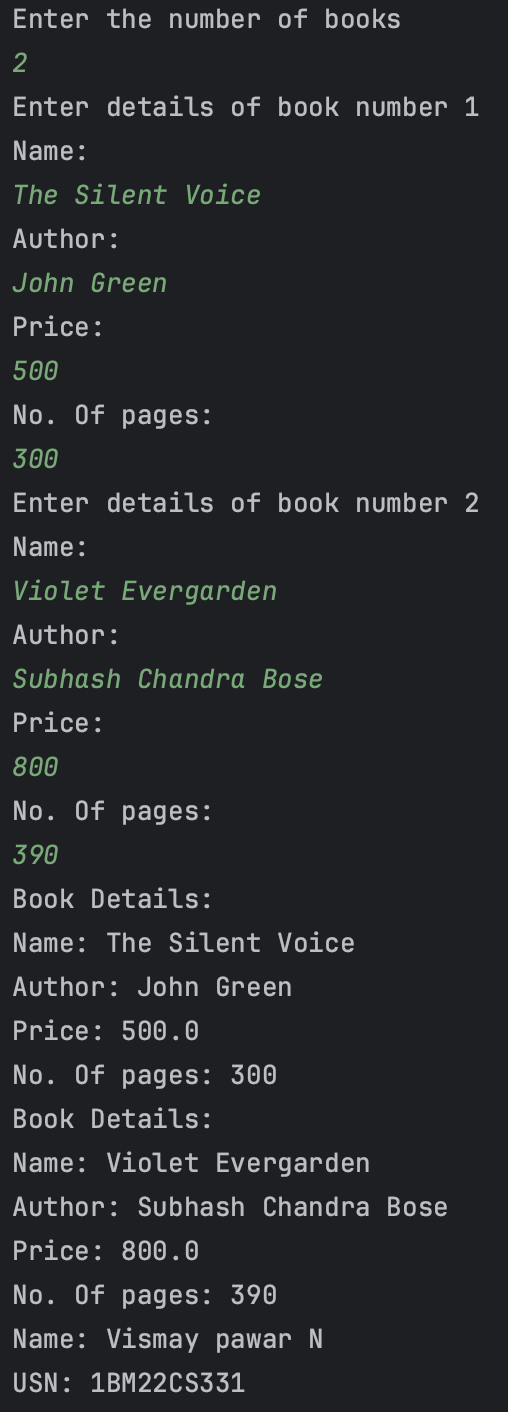 Enter the number of books
2
Enter details of book number 1
Name:
The Silent Voice
Author:
John Green
Price:
500
No. Of pages:
300
Enter details of book number 2
Name:
Violet Evergarden
Author:
Subhash Chandra Bose
Price:
800
No. Of pages:
390
Book Details:
Name: The Silent Voice
Author: John Green
Price: 500.0
No. Of pages: 300
Book Details:
Name: Violet Evergarden
Author: Subhash Chandra Bose
Price: 800.0
No. Of pages: 390
Name: Vismay pawar N
USN: 1BM22CS331